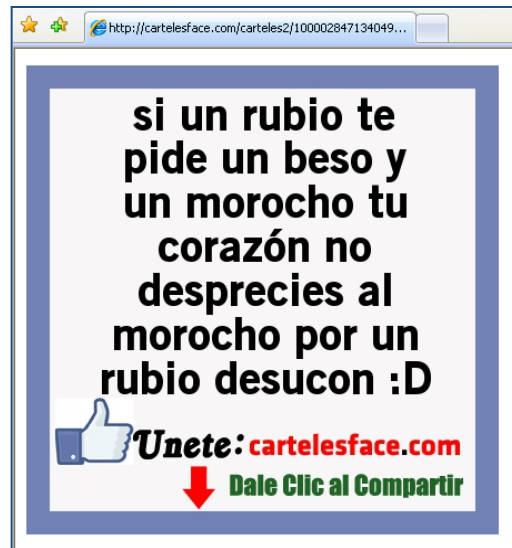 http://cartelesface.com/carteles2/100002847134049...
si un rubio te
pide un beso y
un morocho tu
corazón no
desprecies al
morocho por un
rubio desucon :D
Unete: cartelesface.com
Dale Clic al Compartir